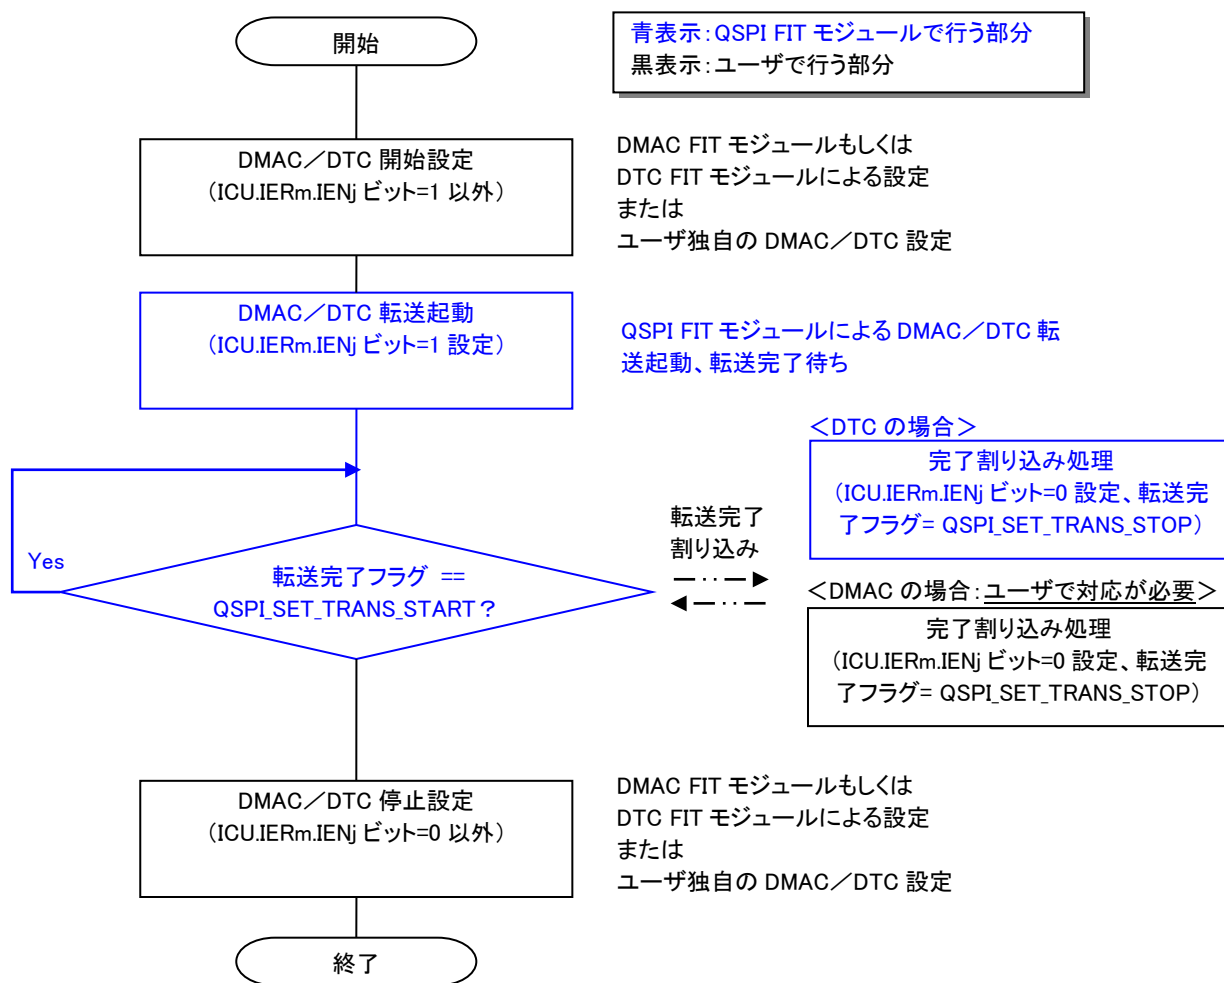 開始
青表示：QSPI FIT モジュールで行う部分
黒表示：ユーザで行う部分
DMAC／DTC 開始設定
（ICU.IERm.IENj ビット=1 以外）
DMAC FIT モジュールもしくは
DTC FIT モジュールによる設定
または
ユーザ独自の DMAC／DTC 設定
DMAC／DTC 転送起動
（ICU.IERm.IENj ビット=1 設定）
QSPI FIT モジュールによる DMAC／DTC 転
送起動、転送完了待ち
＜DTC の場合＞
完了割り込み処理
（ICU.IERm.IENj ビット=0 設定、転送完
了フラグ= QSPI_SET_TRANS_STOP）
転送完了
割り込み
Yes
転送完了フラグ ==
QSPI_SET_TRANS_START？
＜DMAC の場合：ユーザで対応が必要＞
完了割り込み処理
（ICU.IERm.IENj ビット=0 設定、転送完
了フラグ= QSPI_SET_TRANS_STOP）
DMAC／DTC 停止設定
（ICU.IERm.IENj ビット=0 以外）
DMAC FIT モジュールもしくは
DTC FIT モジュールによる設定
または
ユーザ独自の DMAC／DTC 設定
終了